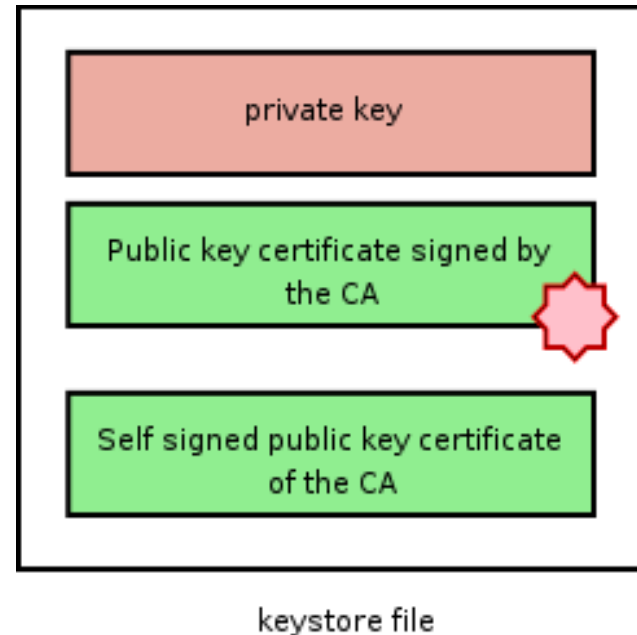 private key
Public key certificate signed by
the CA
Self signed public key certificate
of the CA
keystore file